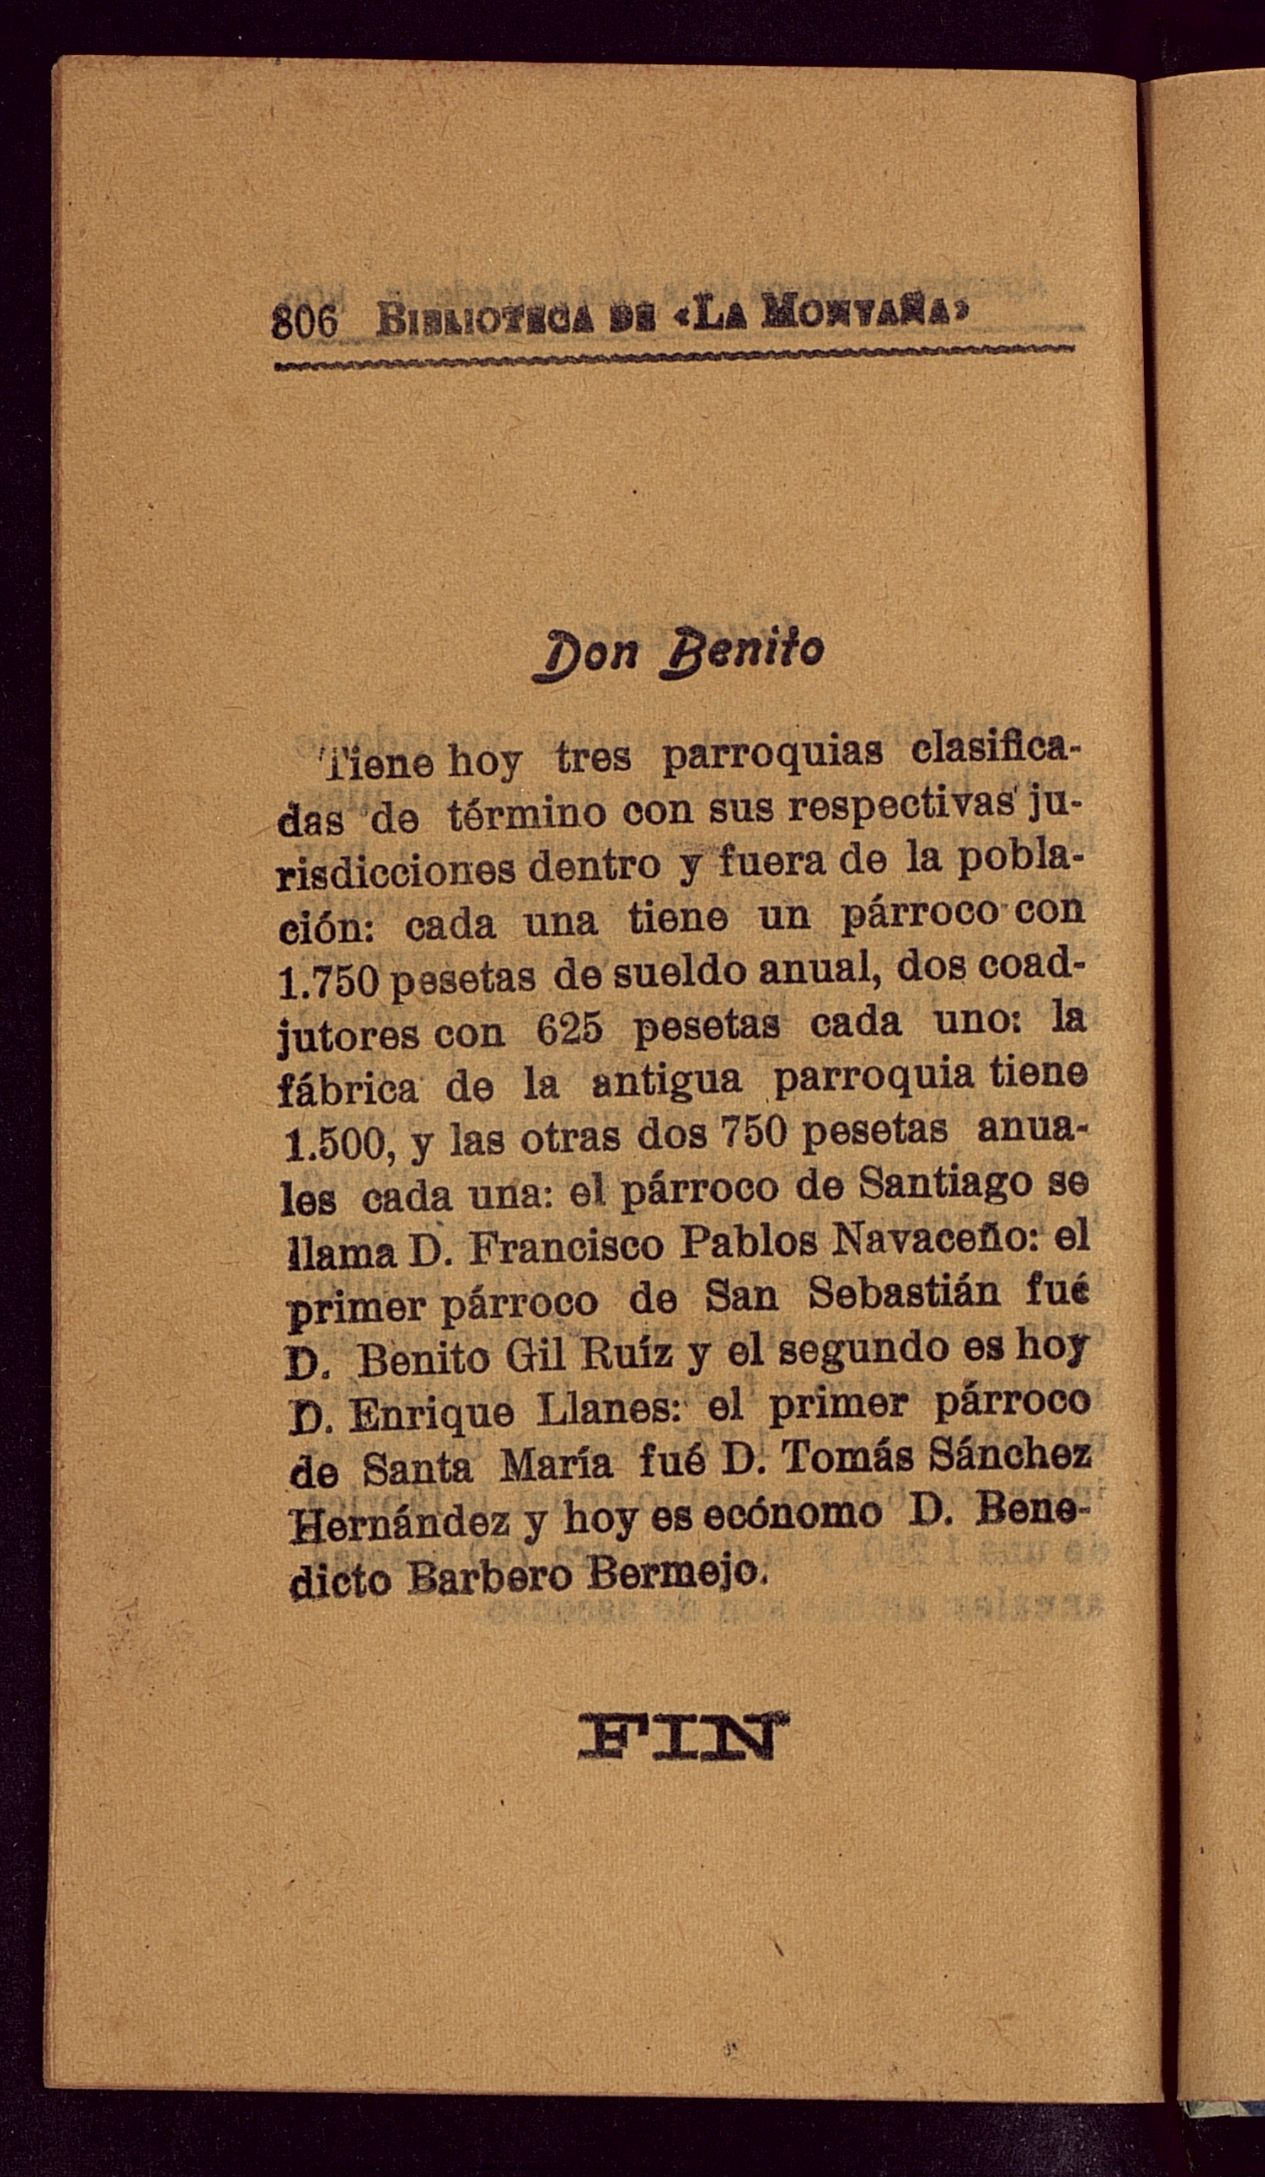 806 BIBLIOTECA DE «LA MONTAÑA»
Don Benito
Tiene hoy tres parroquias clasifica-
das de término con sus respectivas ju-
risdicciones dentro y fuera de la pobla-
ción: cada una tiene un párroco con
1.750 pesetas de sueldo anual, dos coad-
jutores con 625 pesetas cada uno: la
fábrica de la antigua parroquia tiene
1.500, y las otras dos 750 pesetas anua-
les cada una: el párroco de Santiago se
llama D. Francisco Pablos Navaceño: el
primer párroco de San Sebastián fué
D. Benito Gil Ruíz y el segundo es hoy
D. Enrique Llanes: el primer párroco
de Santa María fué D. Tomás Sánchez
Hernández y hoy es ecónomo D. Bene-
dicto Barbero Bermejo.
FIN